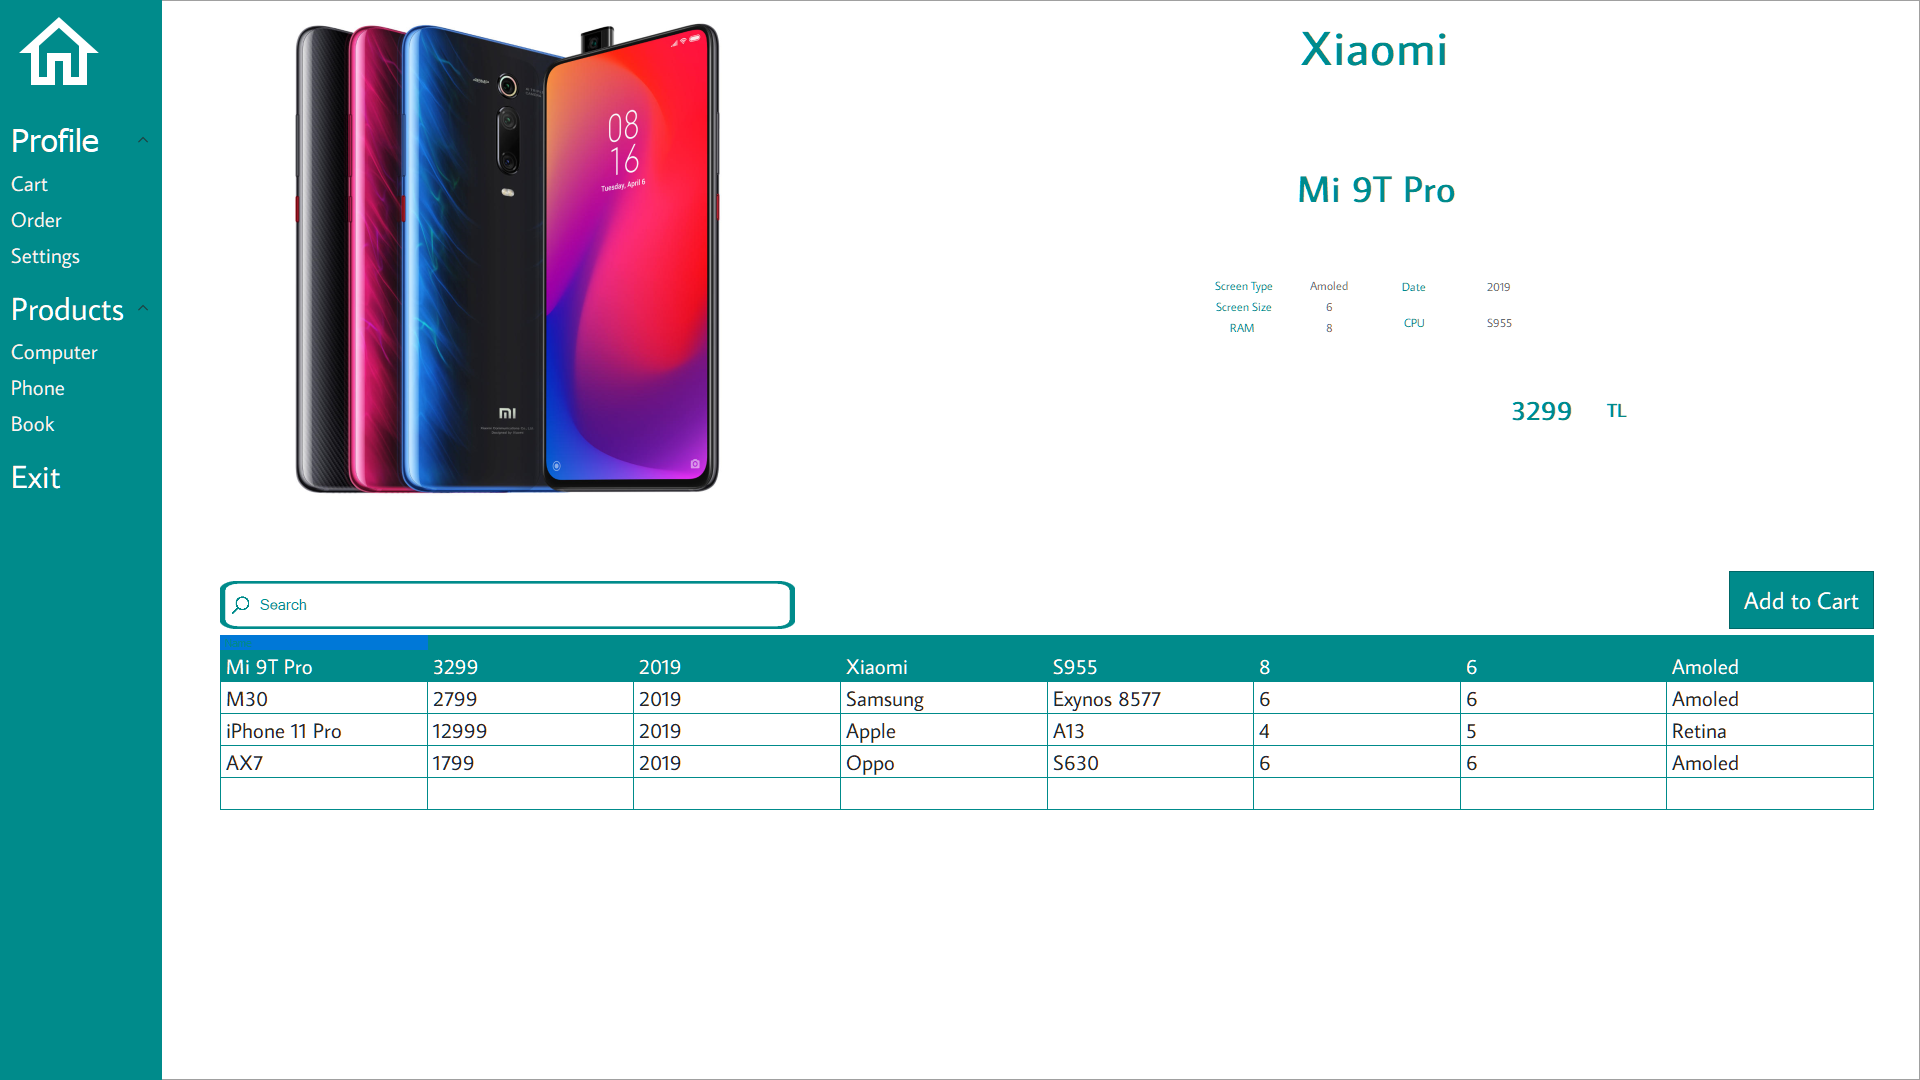 Profile
Cart
Order
Settings
Products
Computer
Phone
Book
Exit
08
16
Tuesday, April 6
MI
Xiaomi
Mi 9T Pro
Screen Type Amoled Date 2019
Screen Size 6
RAM 8 CPU S955
3299 TL
Search
Add to Cart
Mi 9T Pro 3299 2019 Xiaomi S955 8 6 Amoled
M30 2799 2019 Samsung Exynos 8577 6 6 Amoled
iPhone 11 Pro 12999 2019 Apple A13 4 5 Retina
AX7 1799 2019 Oppo S630 6 6 Amoled